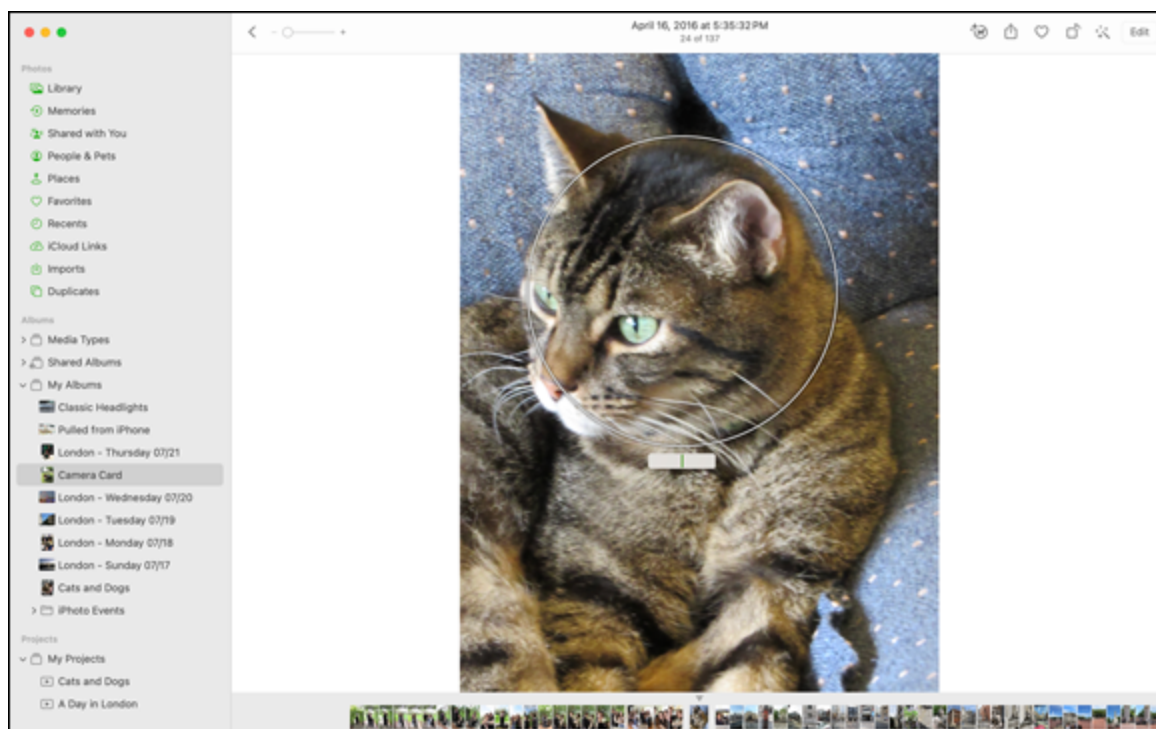 April 16, 2016 at 5:35:32 PM
24 of 137
Edit
Photos
Library
Memories
Shared with You
People & Pets
Places
Favorites
Recents
iCloud Links
Imports
Duplicates
Albums
Media Types
Shared Albums
My Albums
Classic Headlights
Pulled from iPhone
London - Thursday 07/21
Camera Card
London - Wednesday 07/20
London - Tuesday 07/19
London - Monday 07/18
London - Sunday 07/17
Cats and Dogs
iPhoto Events
Projects
My Projects
Cats and Dogs
A Day in London